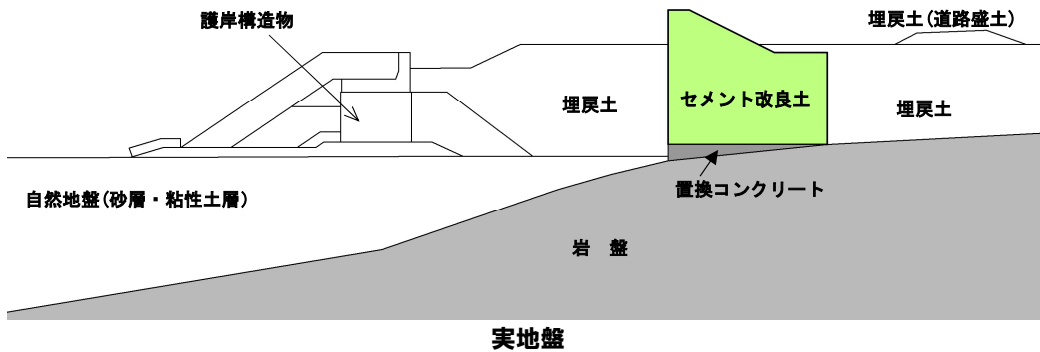 護岸構造物
埋戻土(道路盛土)
埋戻土
セメント改良土
埋戻土
置換コンクリート
自然地盤(砂層・粘性土層)
岩　盤
実地盤